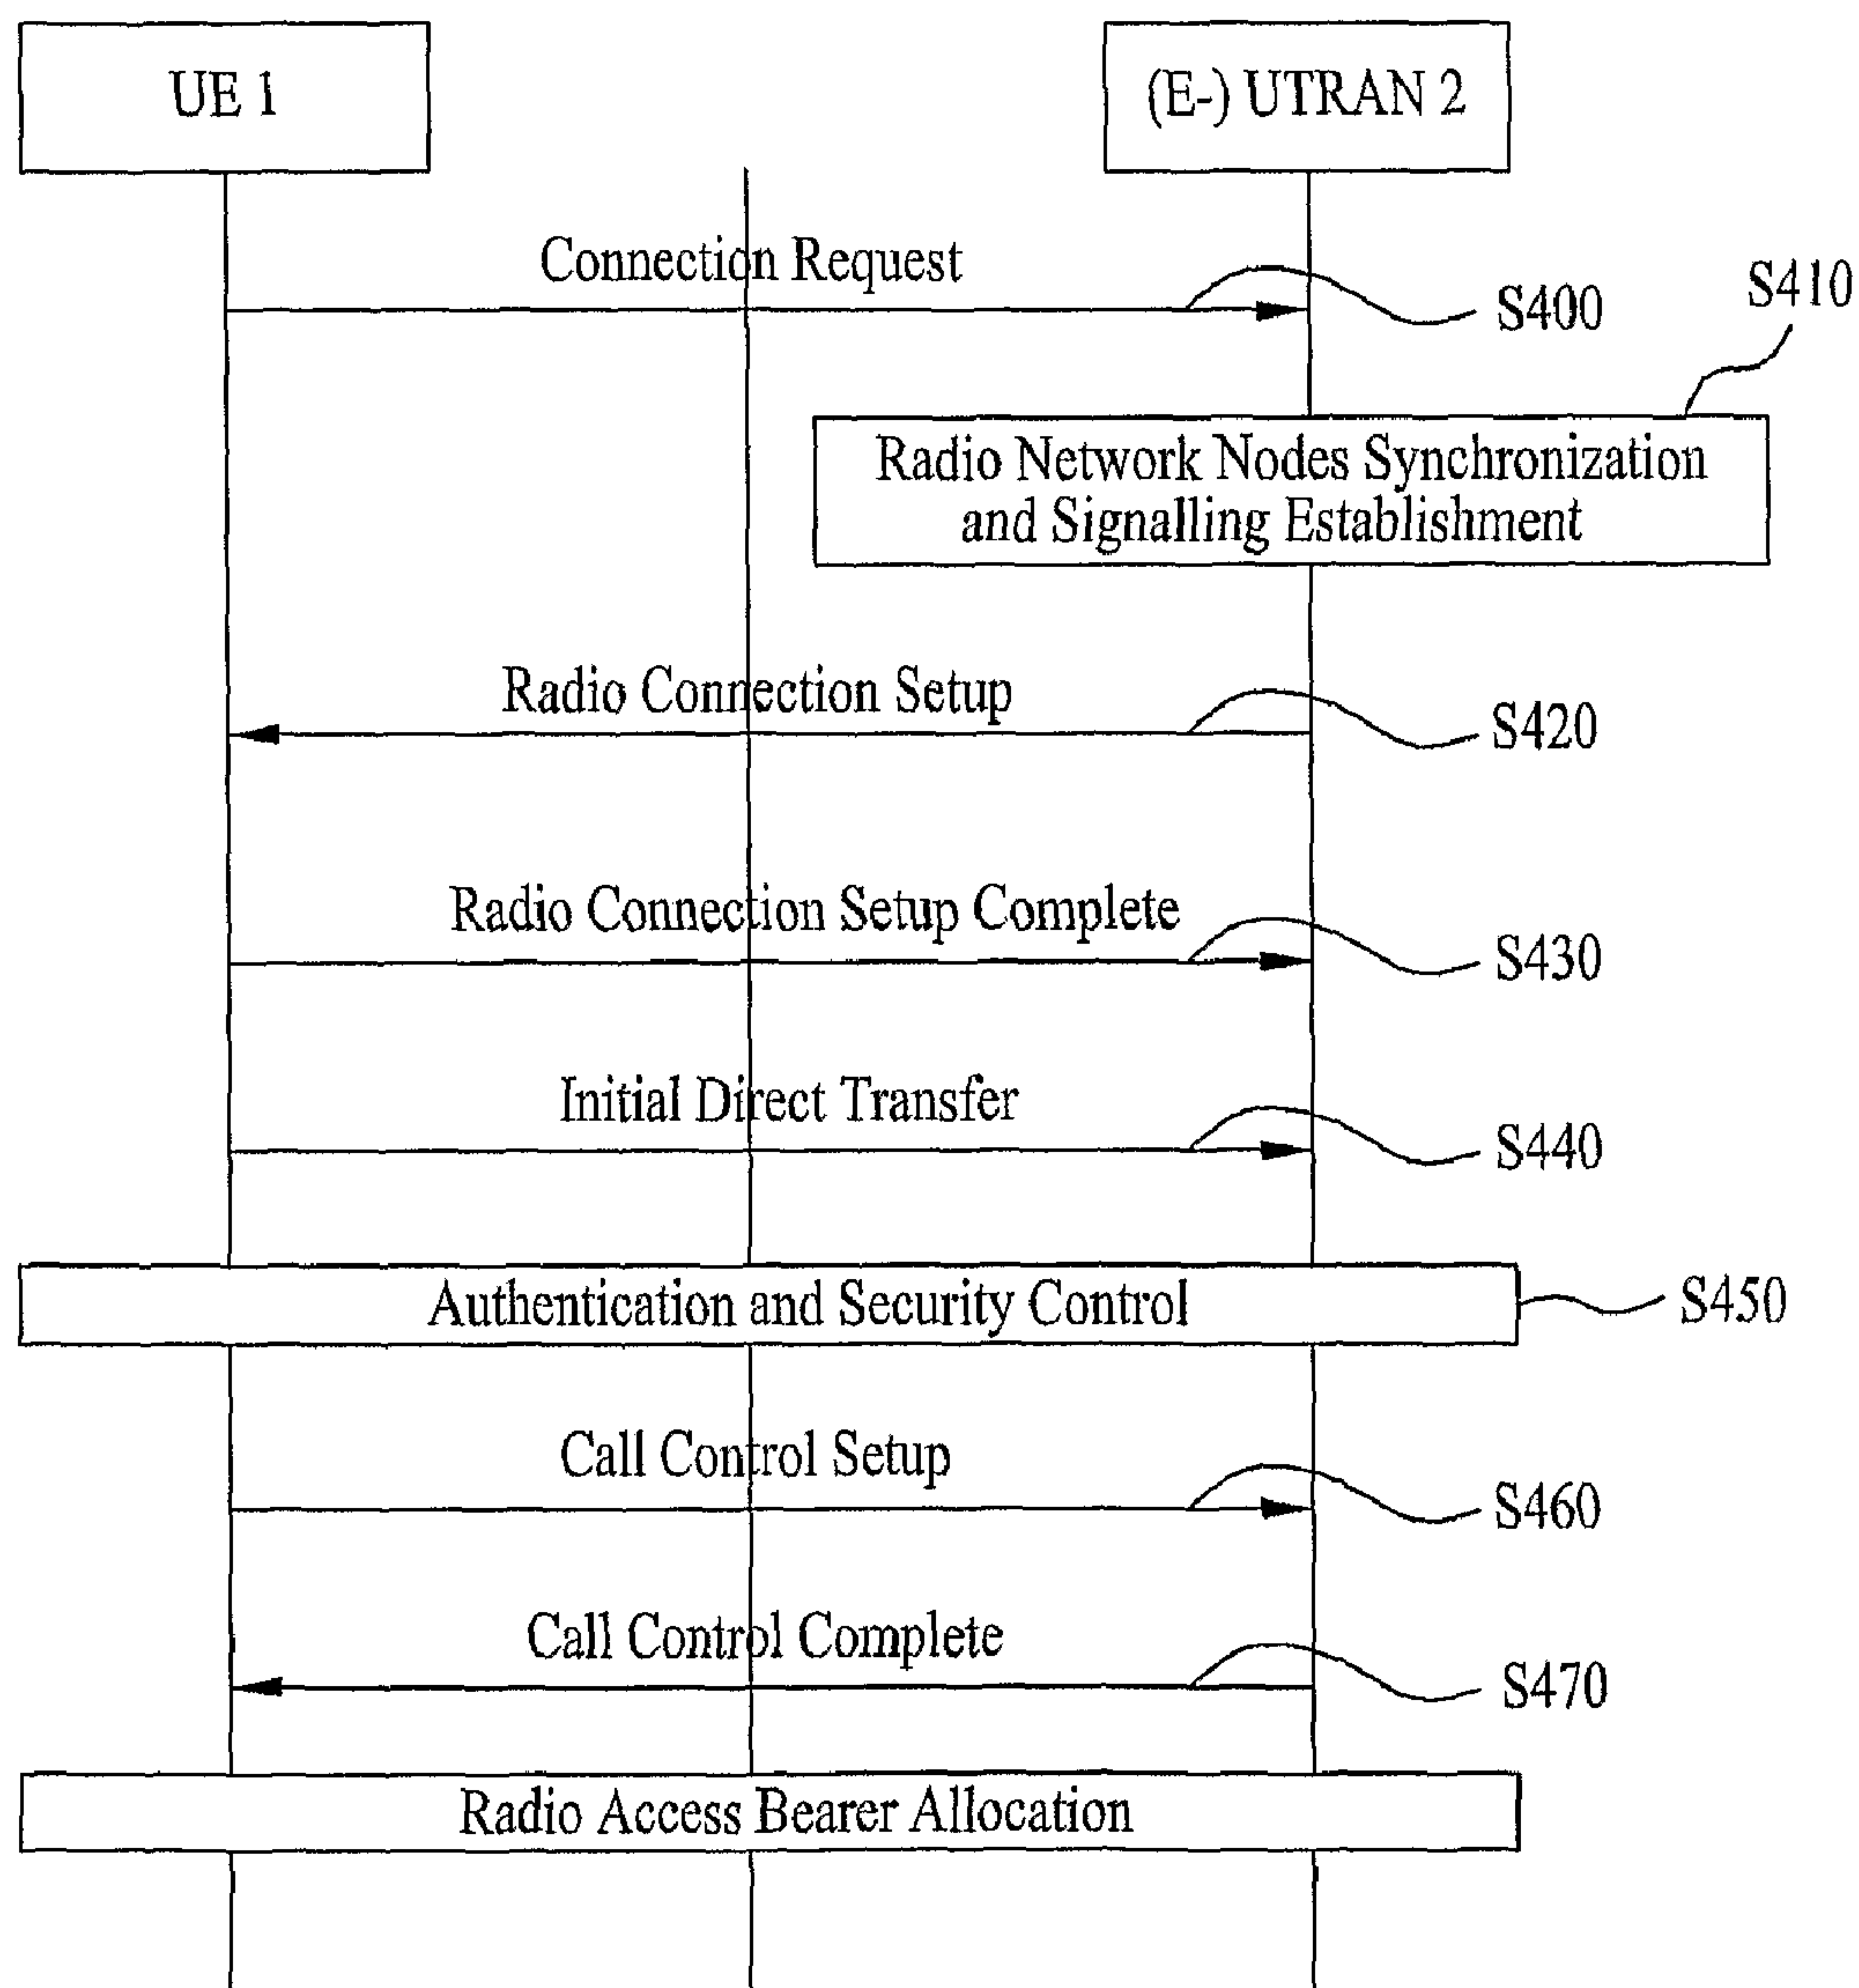 UE 1
(E-) UTRAN 2
Connection Request
S400
S410
Radio Network Nodes Synchronization
and Signalling Establishment
Radio Connection Setup
S420
Radio Connection Setup Complete
S430
Initial Direct Transfer
S440
Authentication and Security Control
S450
Call Control Setup
S460
Call Control Complete
S470
Radio Access Bearer Allocation